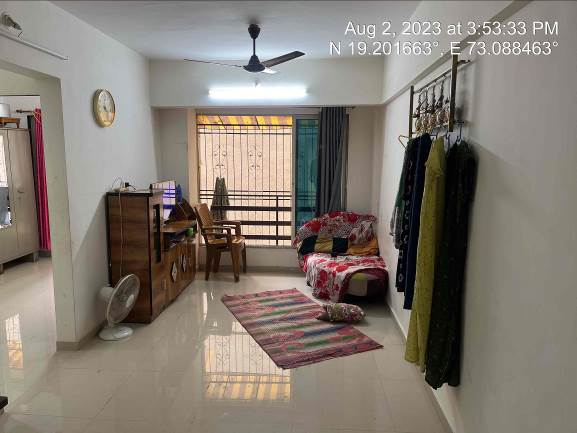 Aug 2, 2023 at 3:53:33 PM
N 19.201663°, E 73.088463°